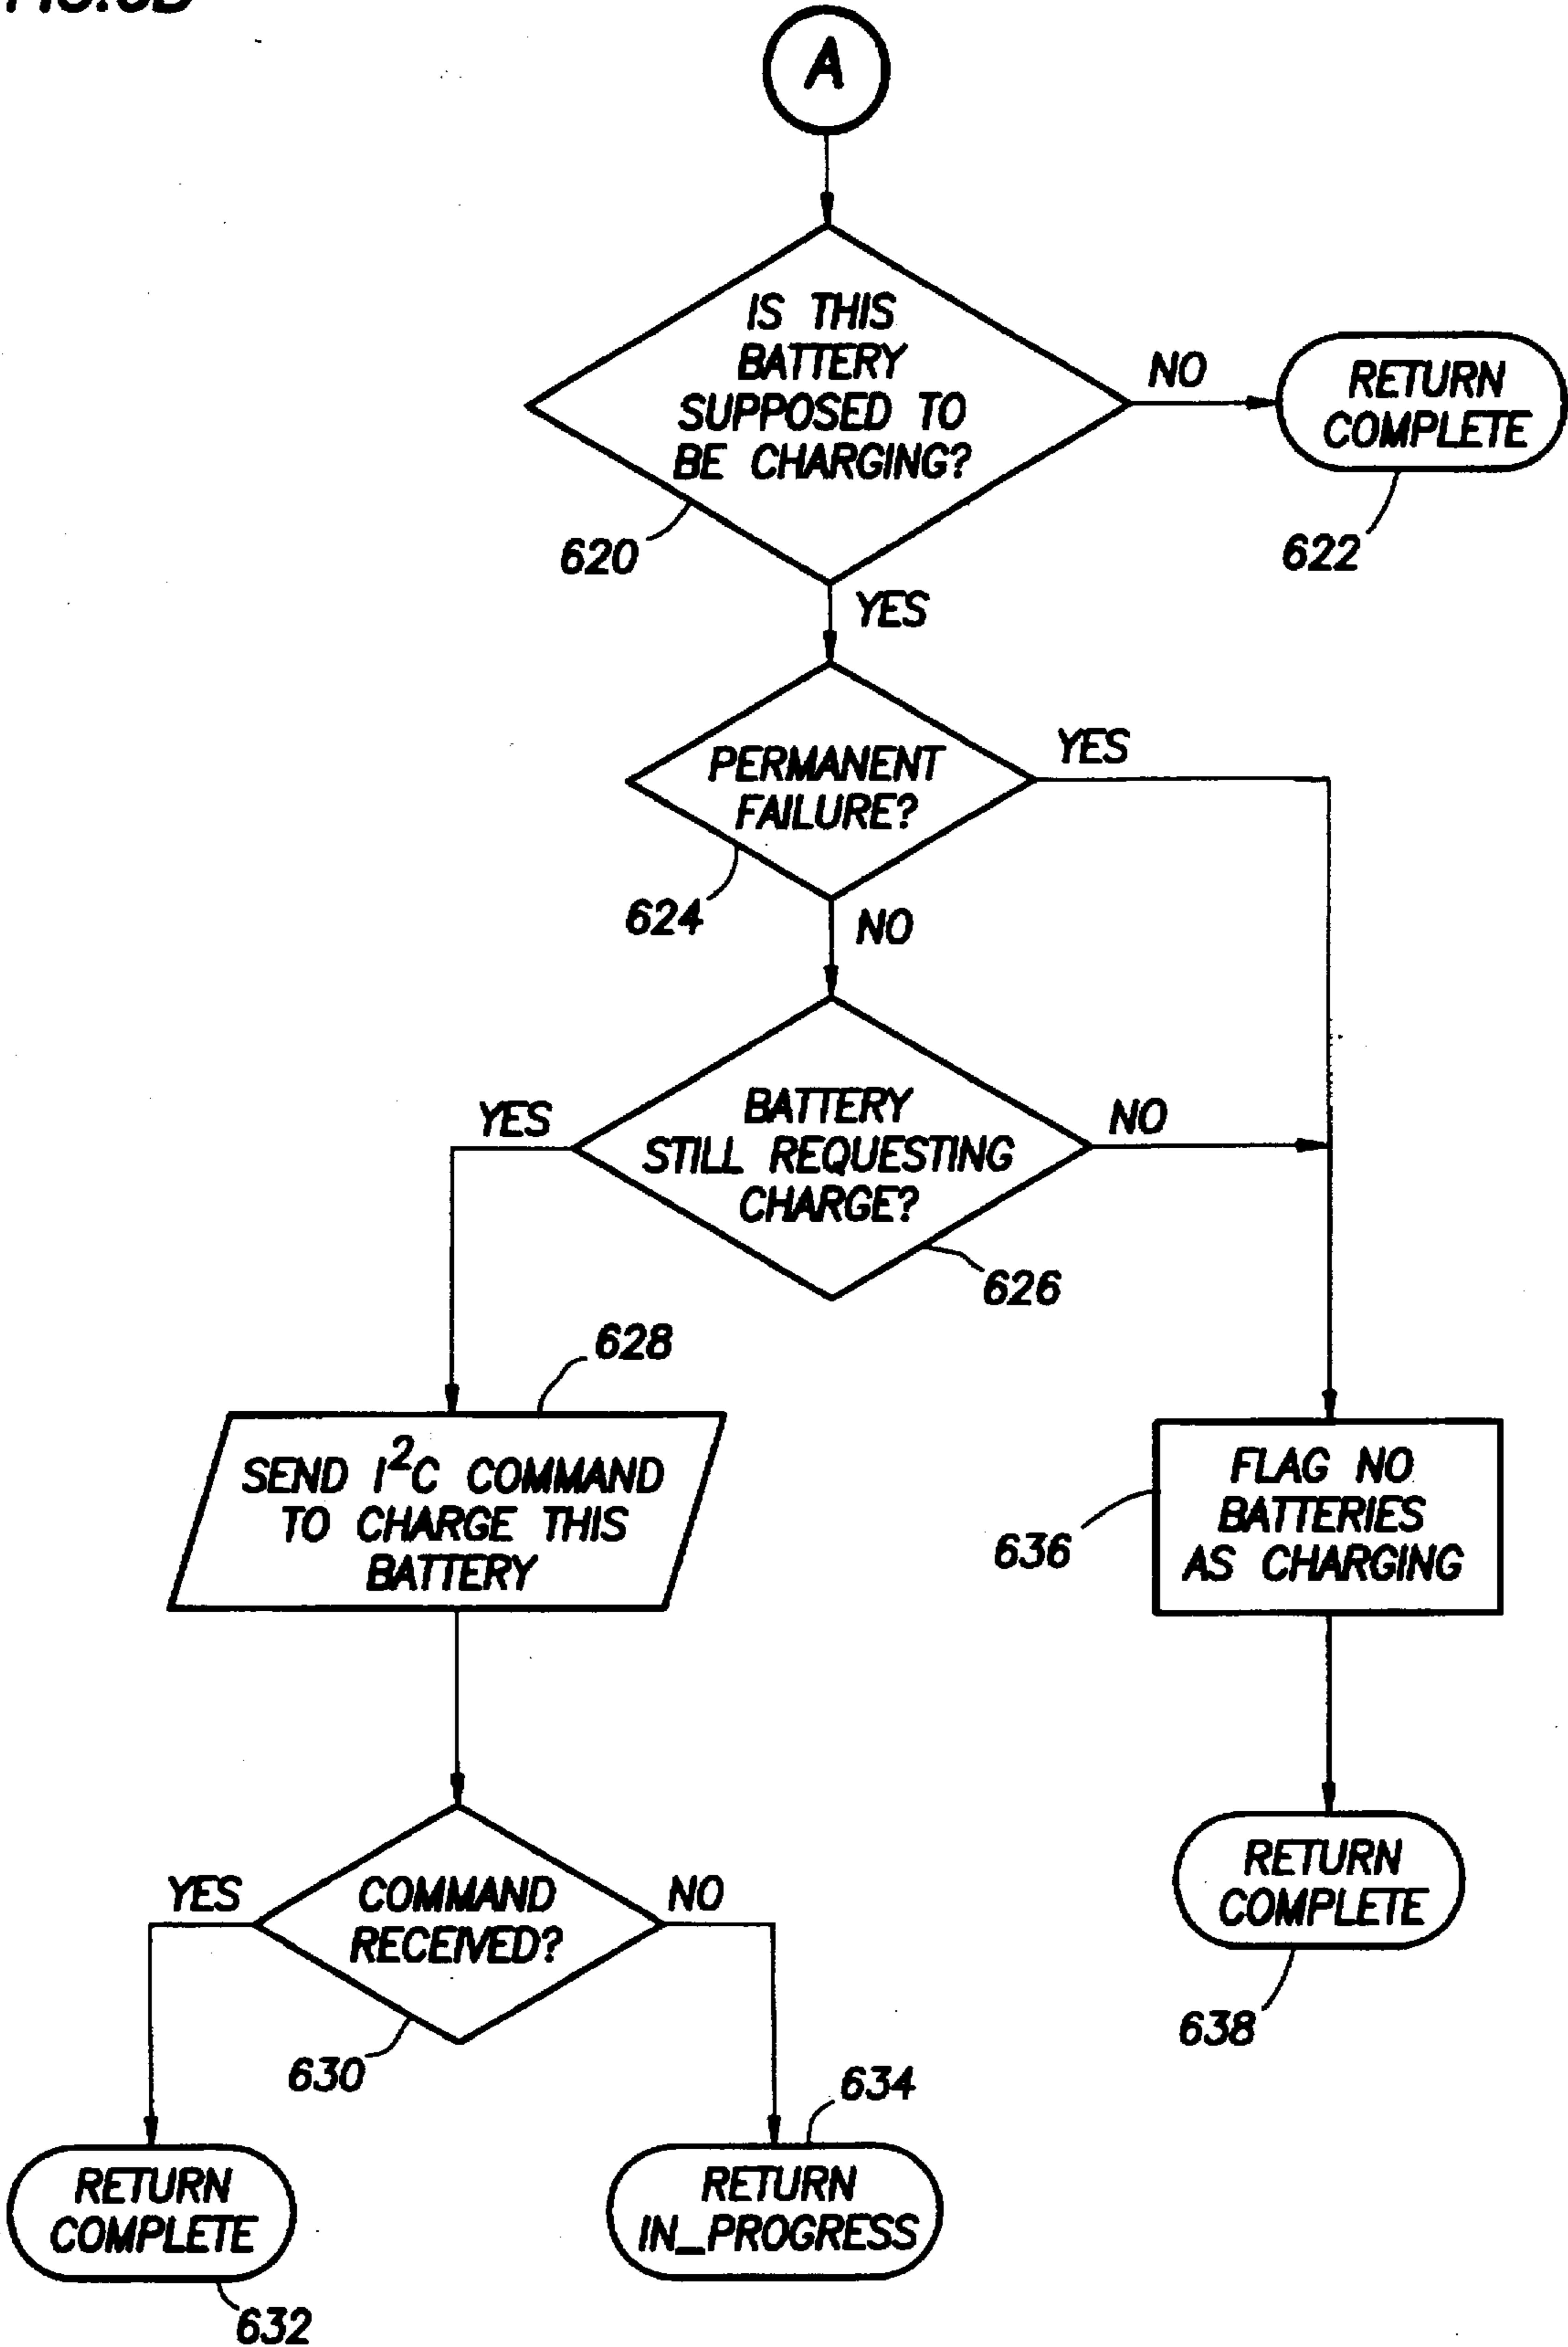 A
IS THIS
BATTERY
SUPPOSED TO
BE CHARGING?
NO
RETURN
COMPLETE
620
622
YES
PERMANENT
FAILURE?
YES
624
NO
BATTERY
STILL REQUESTING
CHARGE?
YES
NO
626
628
SEND I²C COMMAND
TO CHARGE THIS
BATTERY
FLAG NO
BATTERIES
AS CHARGING
636
COMMAND
RECEIVED?
YES
NO
630
RETURN
COMPLETE
638
634
RETURN
COMPLETE
632
RETURN
IN_PROGRESS